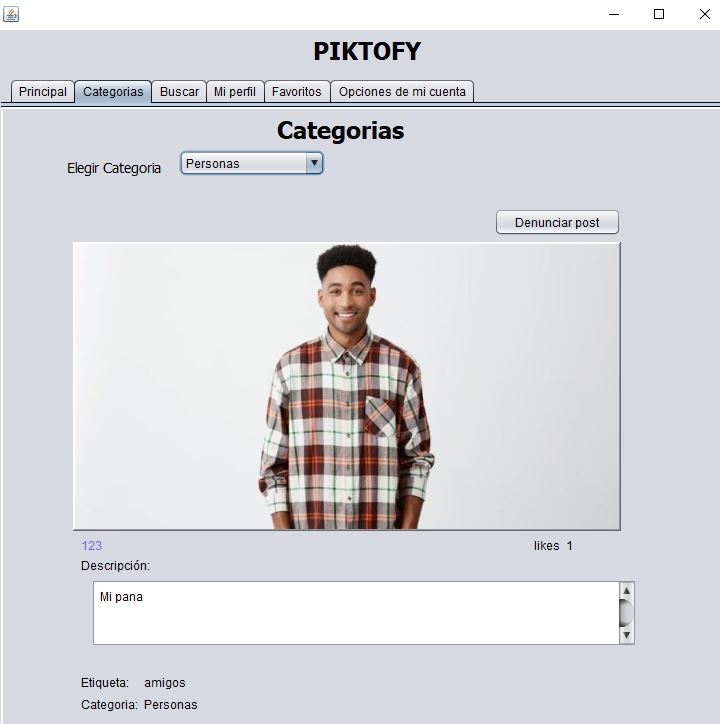 PIKTOFY
Principal Categorias Buscar Mi perfil Favoritos Opciones de mi cuenta
Categorias
Elegir Categoria Personas
Denunciar post
123 likes 1
Descripción:
Mi pana
Etiqueta: amigos
Categoria: Personas